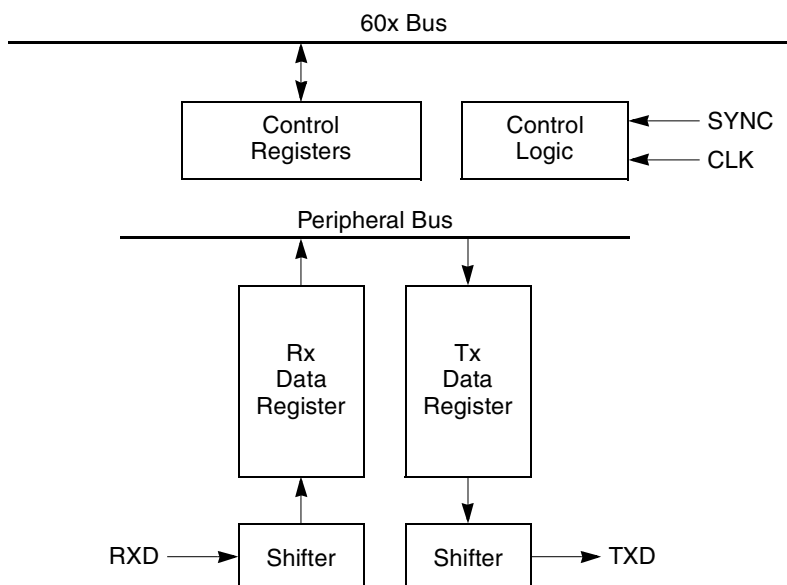 60x Bus
Control
Registers
Control
Logic
SYNC
CLK
Peripheral Bus
Rx
Data
Register
Tx
Data
Register
RXD
Shifter
Shifter
TXD